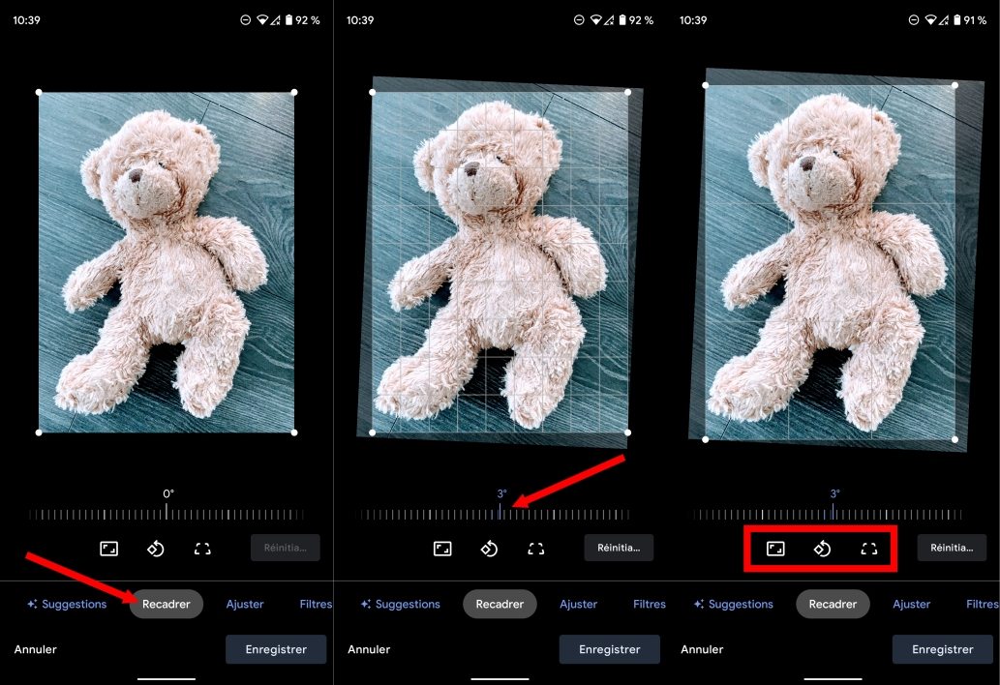 10:39
92 %
0°
Réinitia...
Suggestions
Recadrer
Ajuster
Filtres
Annuler
Enregistrer
10:39
92 %
3°
Réinitia...
Suggestions
Recadrer
Ajuster
Filtres
Annuler
Enregistrer
10:39
91 %
3°
Réinitia...
Suggestions
Recadrer
Ajuster
Filtres
Annuler
Enregistrer